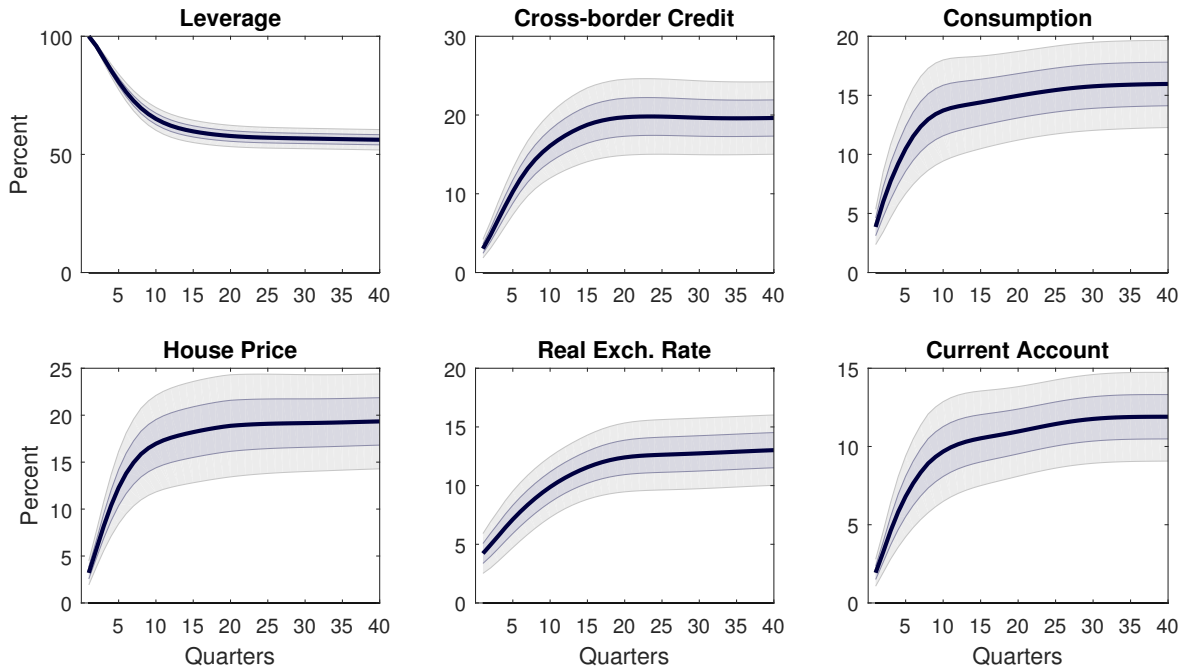 Leverage
Cross-border Credit
Consumption
100
50
0
Percent
5 10 15 20 25 30 35 40
30
20
10
0
5 10 15 20 25 30 35 40
20
15
10
5
0
5 10 15 20 25 30 35 40
House Price
Real Exch. Rate
Current Account
25
20
15
10
5
0
Percent
5 10 15 20 25 30 35 40
Quarters
20
15
10
5
0
5 10 15 20 25 30 35 40
Quarters
15
10
5
0
5 10 15 20 25 30 35 40
Quarters